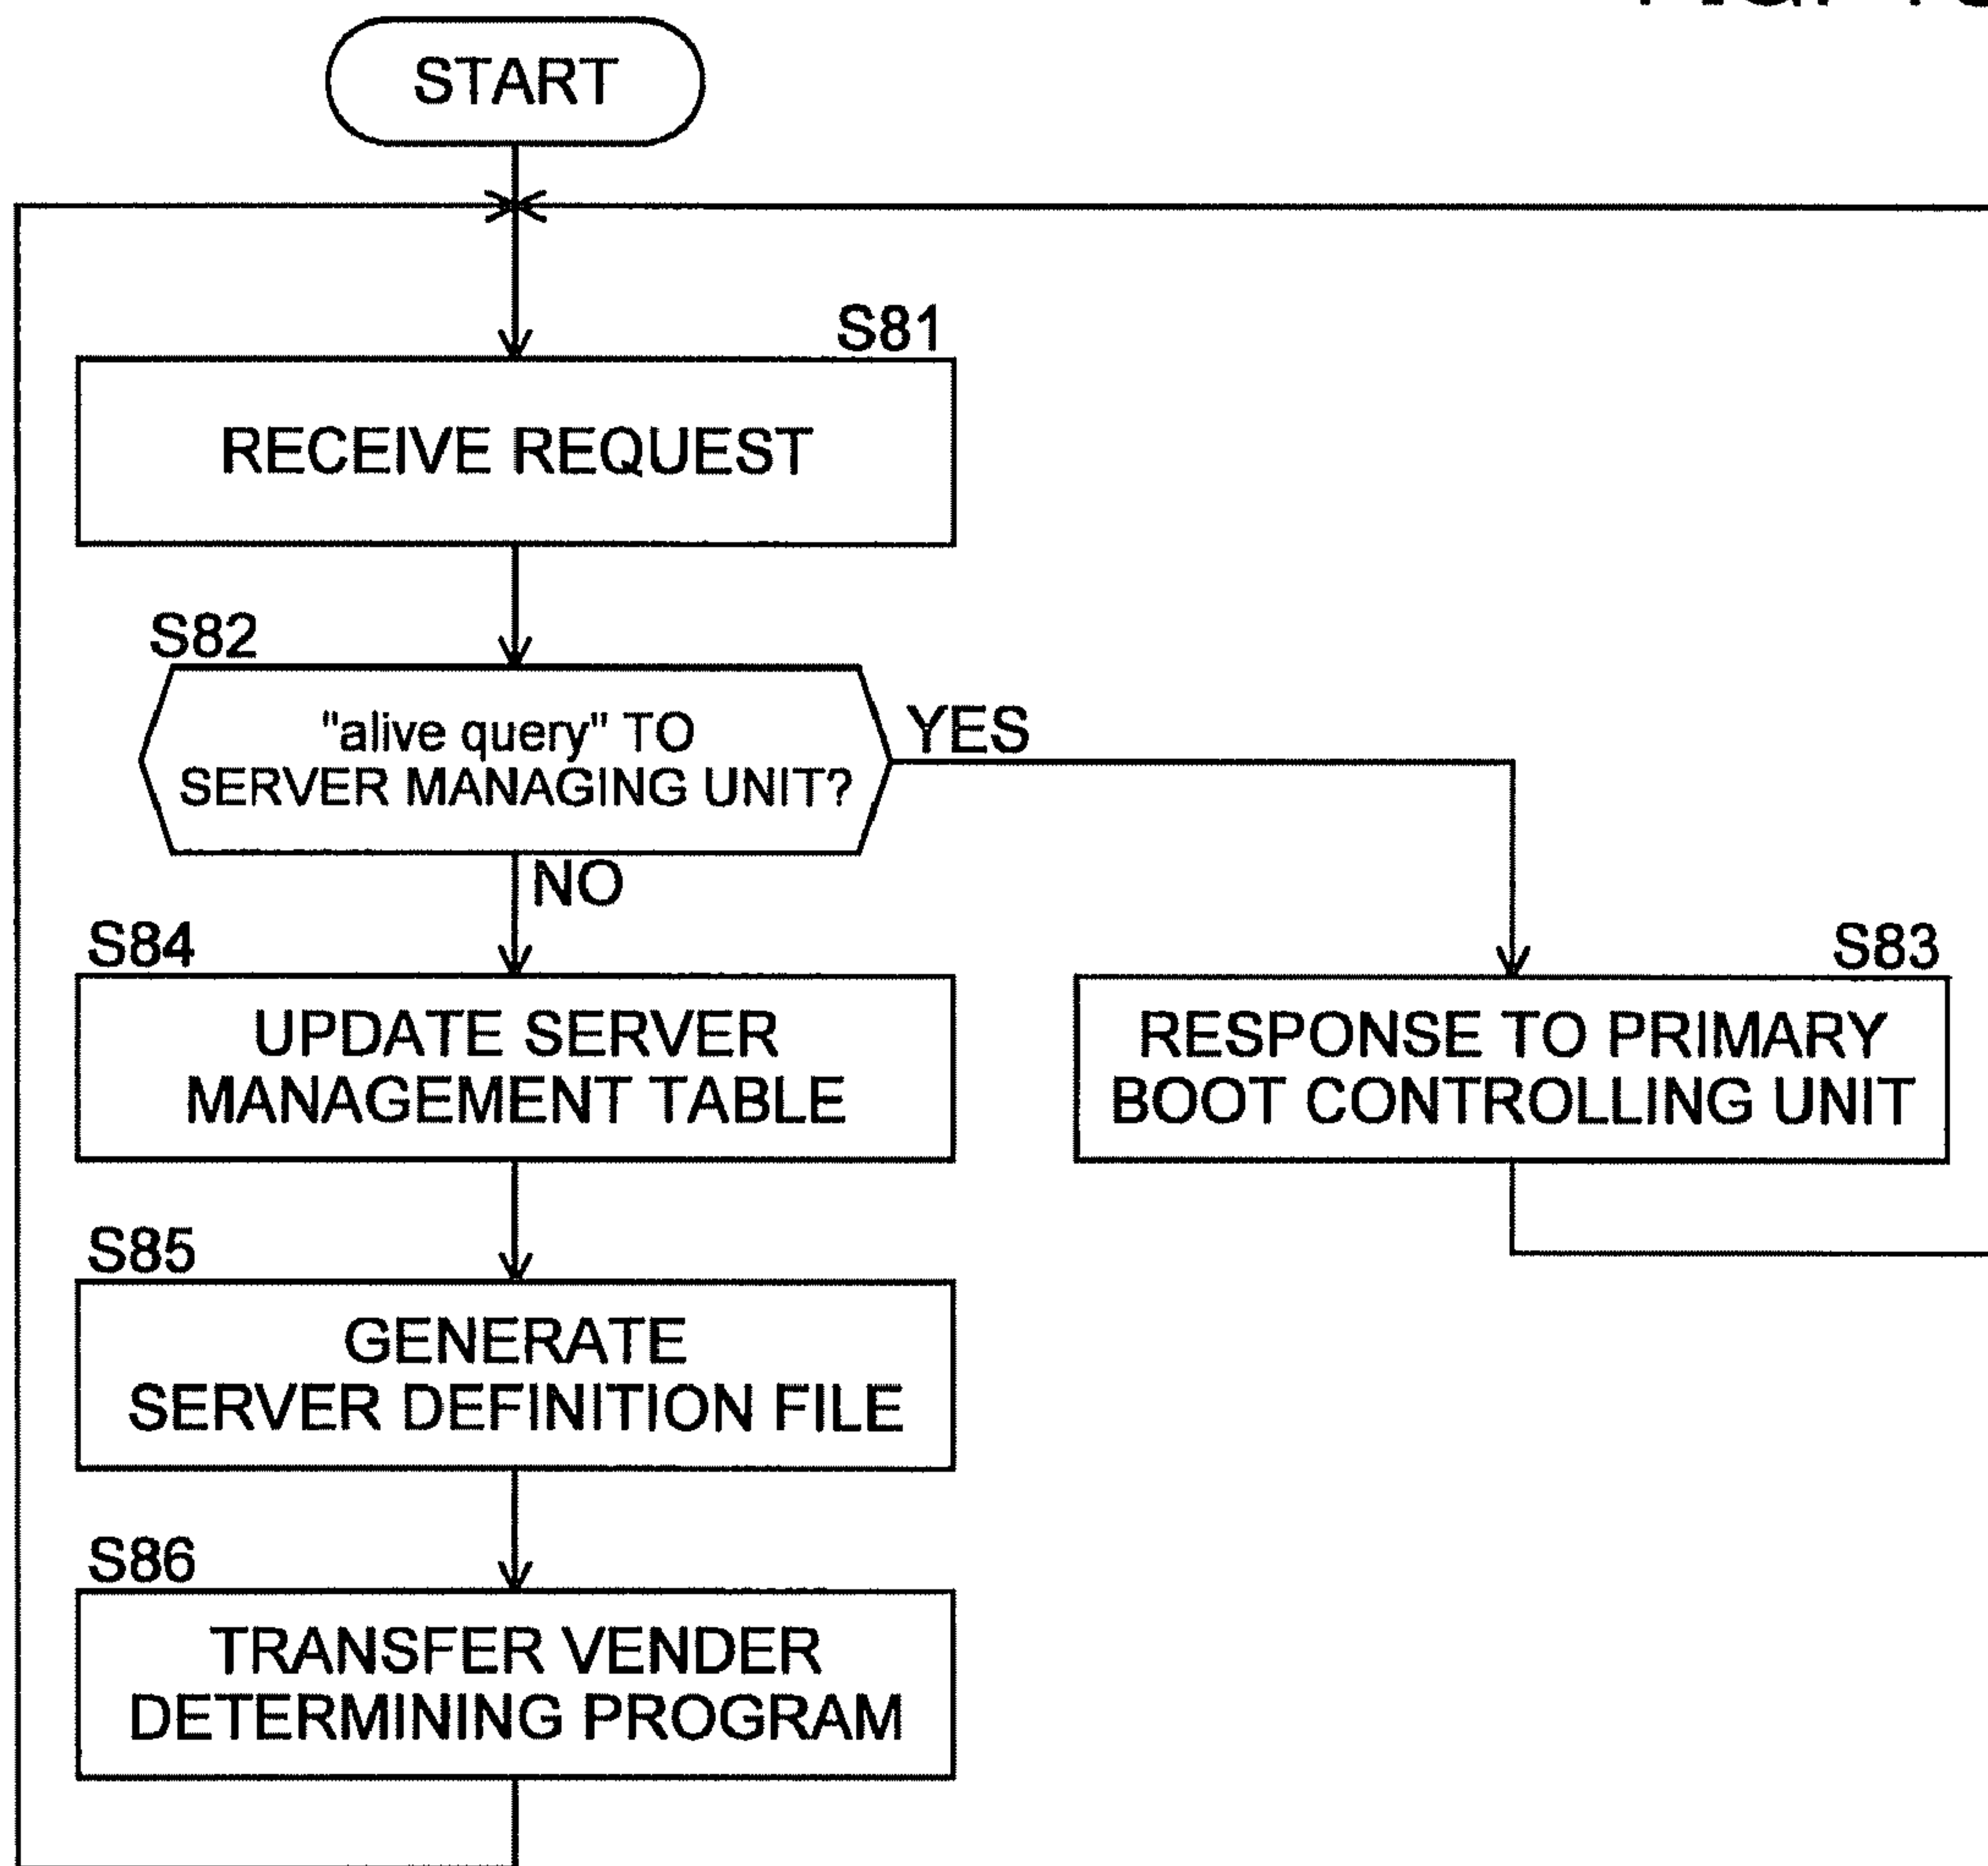 START
S81
RECEIVE REQUEST
S82
"alive query" TO
SERVER MANAGING UNIT?
YES
NO
S84
UPDATE SERVER
MANAGEMENT TABLE
S83
RESPONSE TO PRIMARY
BOOT CONTROLLING UNIT
S85
GENERATE
SERVER DEFINITION FILE
S86
TRANSFER VENDER
DETERMINING PROGRAM